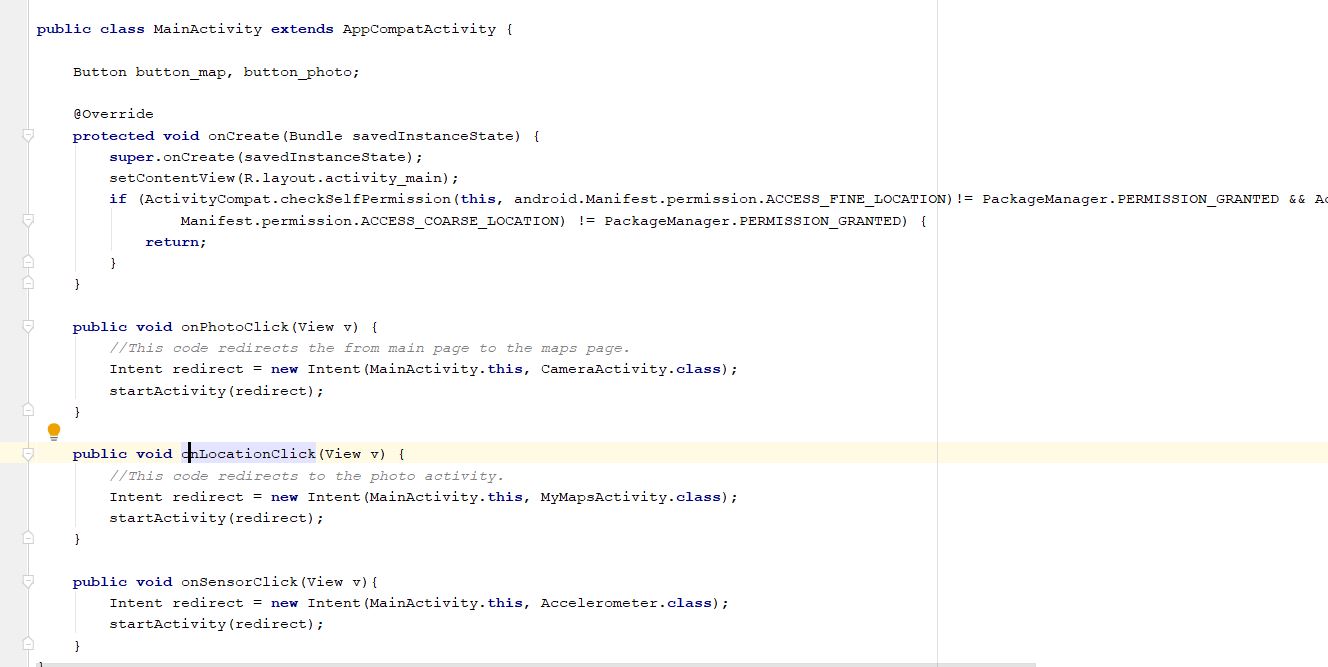 public class MainActivity extends AppCompatActivity {
Button button_map, button_photo;
@Override
protected void onCreate(Bundle savedInstanceState) {
super.onCreate(savedInstanceState);
setContentView(R.layout.activity_main);
if (ActivityCompat.checkSelfPermission(this, android.Manifest.permission.ACCESS_FINE_LOCATION)!= PackageManager.PERMISSION_GRANTED &&
Manifest.permission.ACCESS_COARSE_LOCATION) != PackageManager.PERMISSION_GRANTED) {
return;
}
}
public void onPhotoClick(View v) {
//This code redirects the from main page to the maps page.
Intent redirect = new Intent(MainActivity.this, CameraActivity.class);
startActivity(redirect);
}
public void onLocationClick(View v) {
//This code redirects to the photo activity.
Intent redirect = new Intent(MainActivity.this, MyMapsActivity.class);
startActivity(redirect);
}
public void onSensorClick(View v){
Intent redirect = new Intent(MainActivity.this, Accelerometer.class);
startActivity(redirect);
}
}